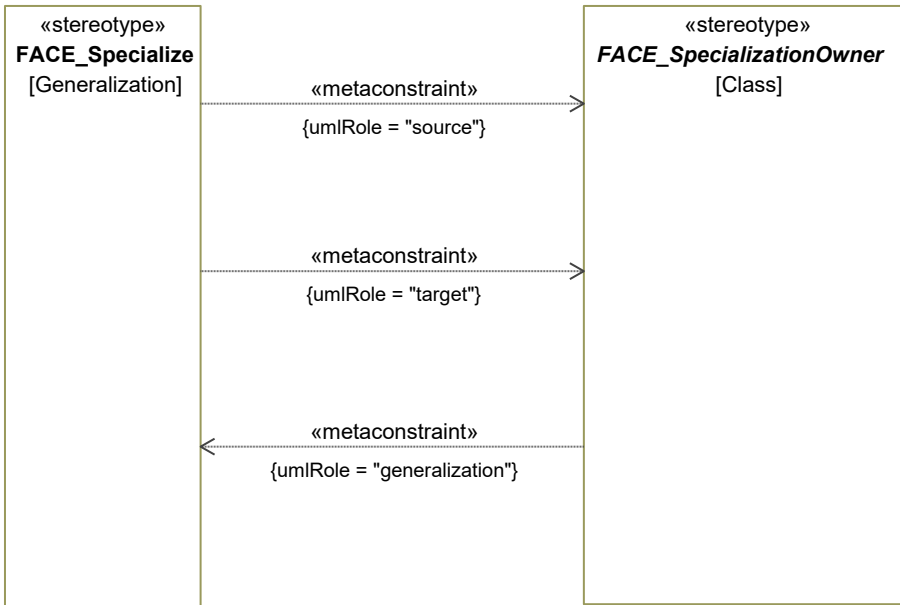 «stereotype»
FACE_Specialize
[Generalization]
«stereotype»
FACE_SpecializationOwner
[Class]
«metaconstraint»
{umlRole = "source"}
«metaconstraint»
{umlRole = "target"}
«metaconstraint»
{umlRole = "generalization"}